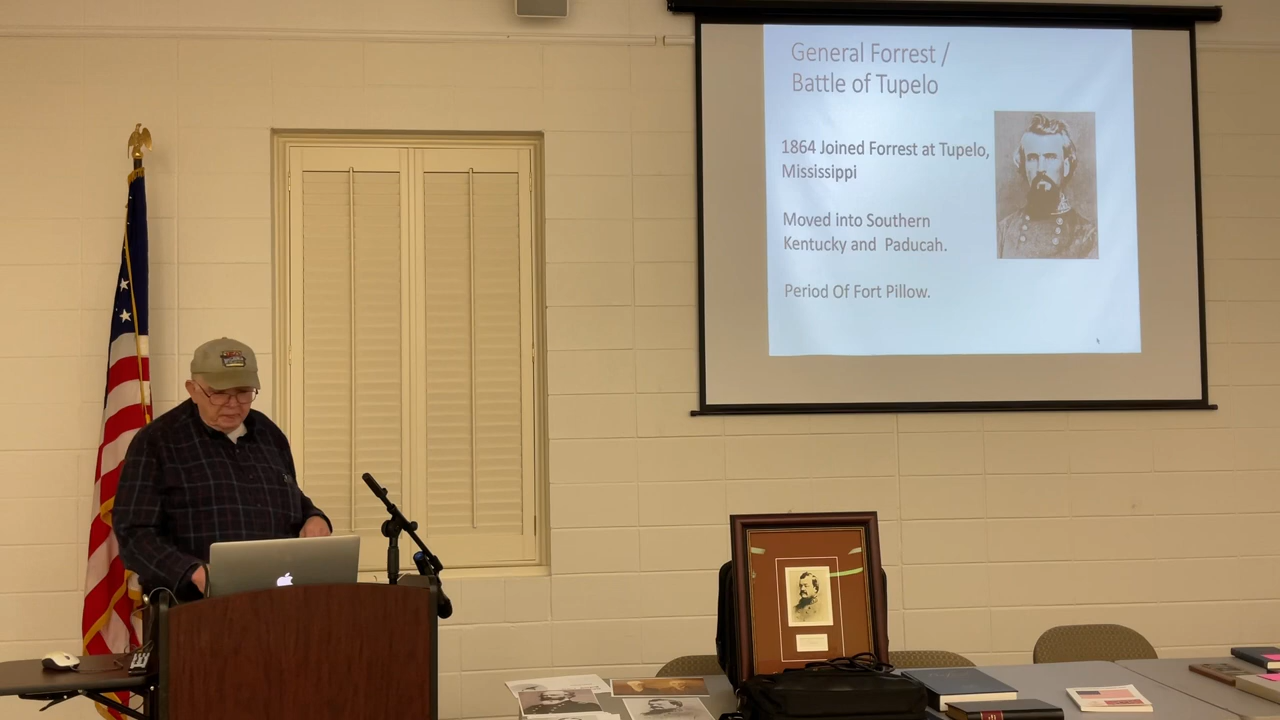 General Forrest /
Battle of Tupelo
1864 Joined Forrest at Tupelo,
Mississippi
Moved into Southern
Kentucky and Paducah.
Period Of Fort Pillow.